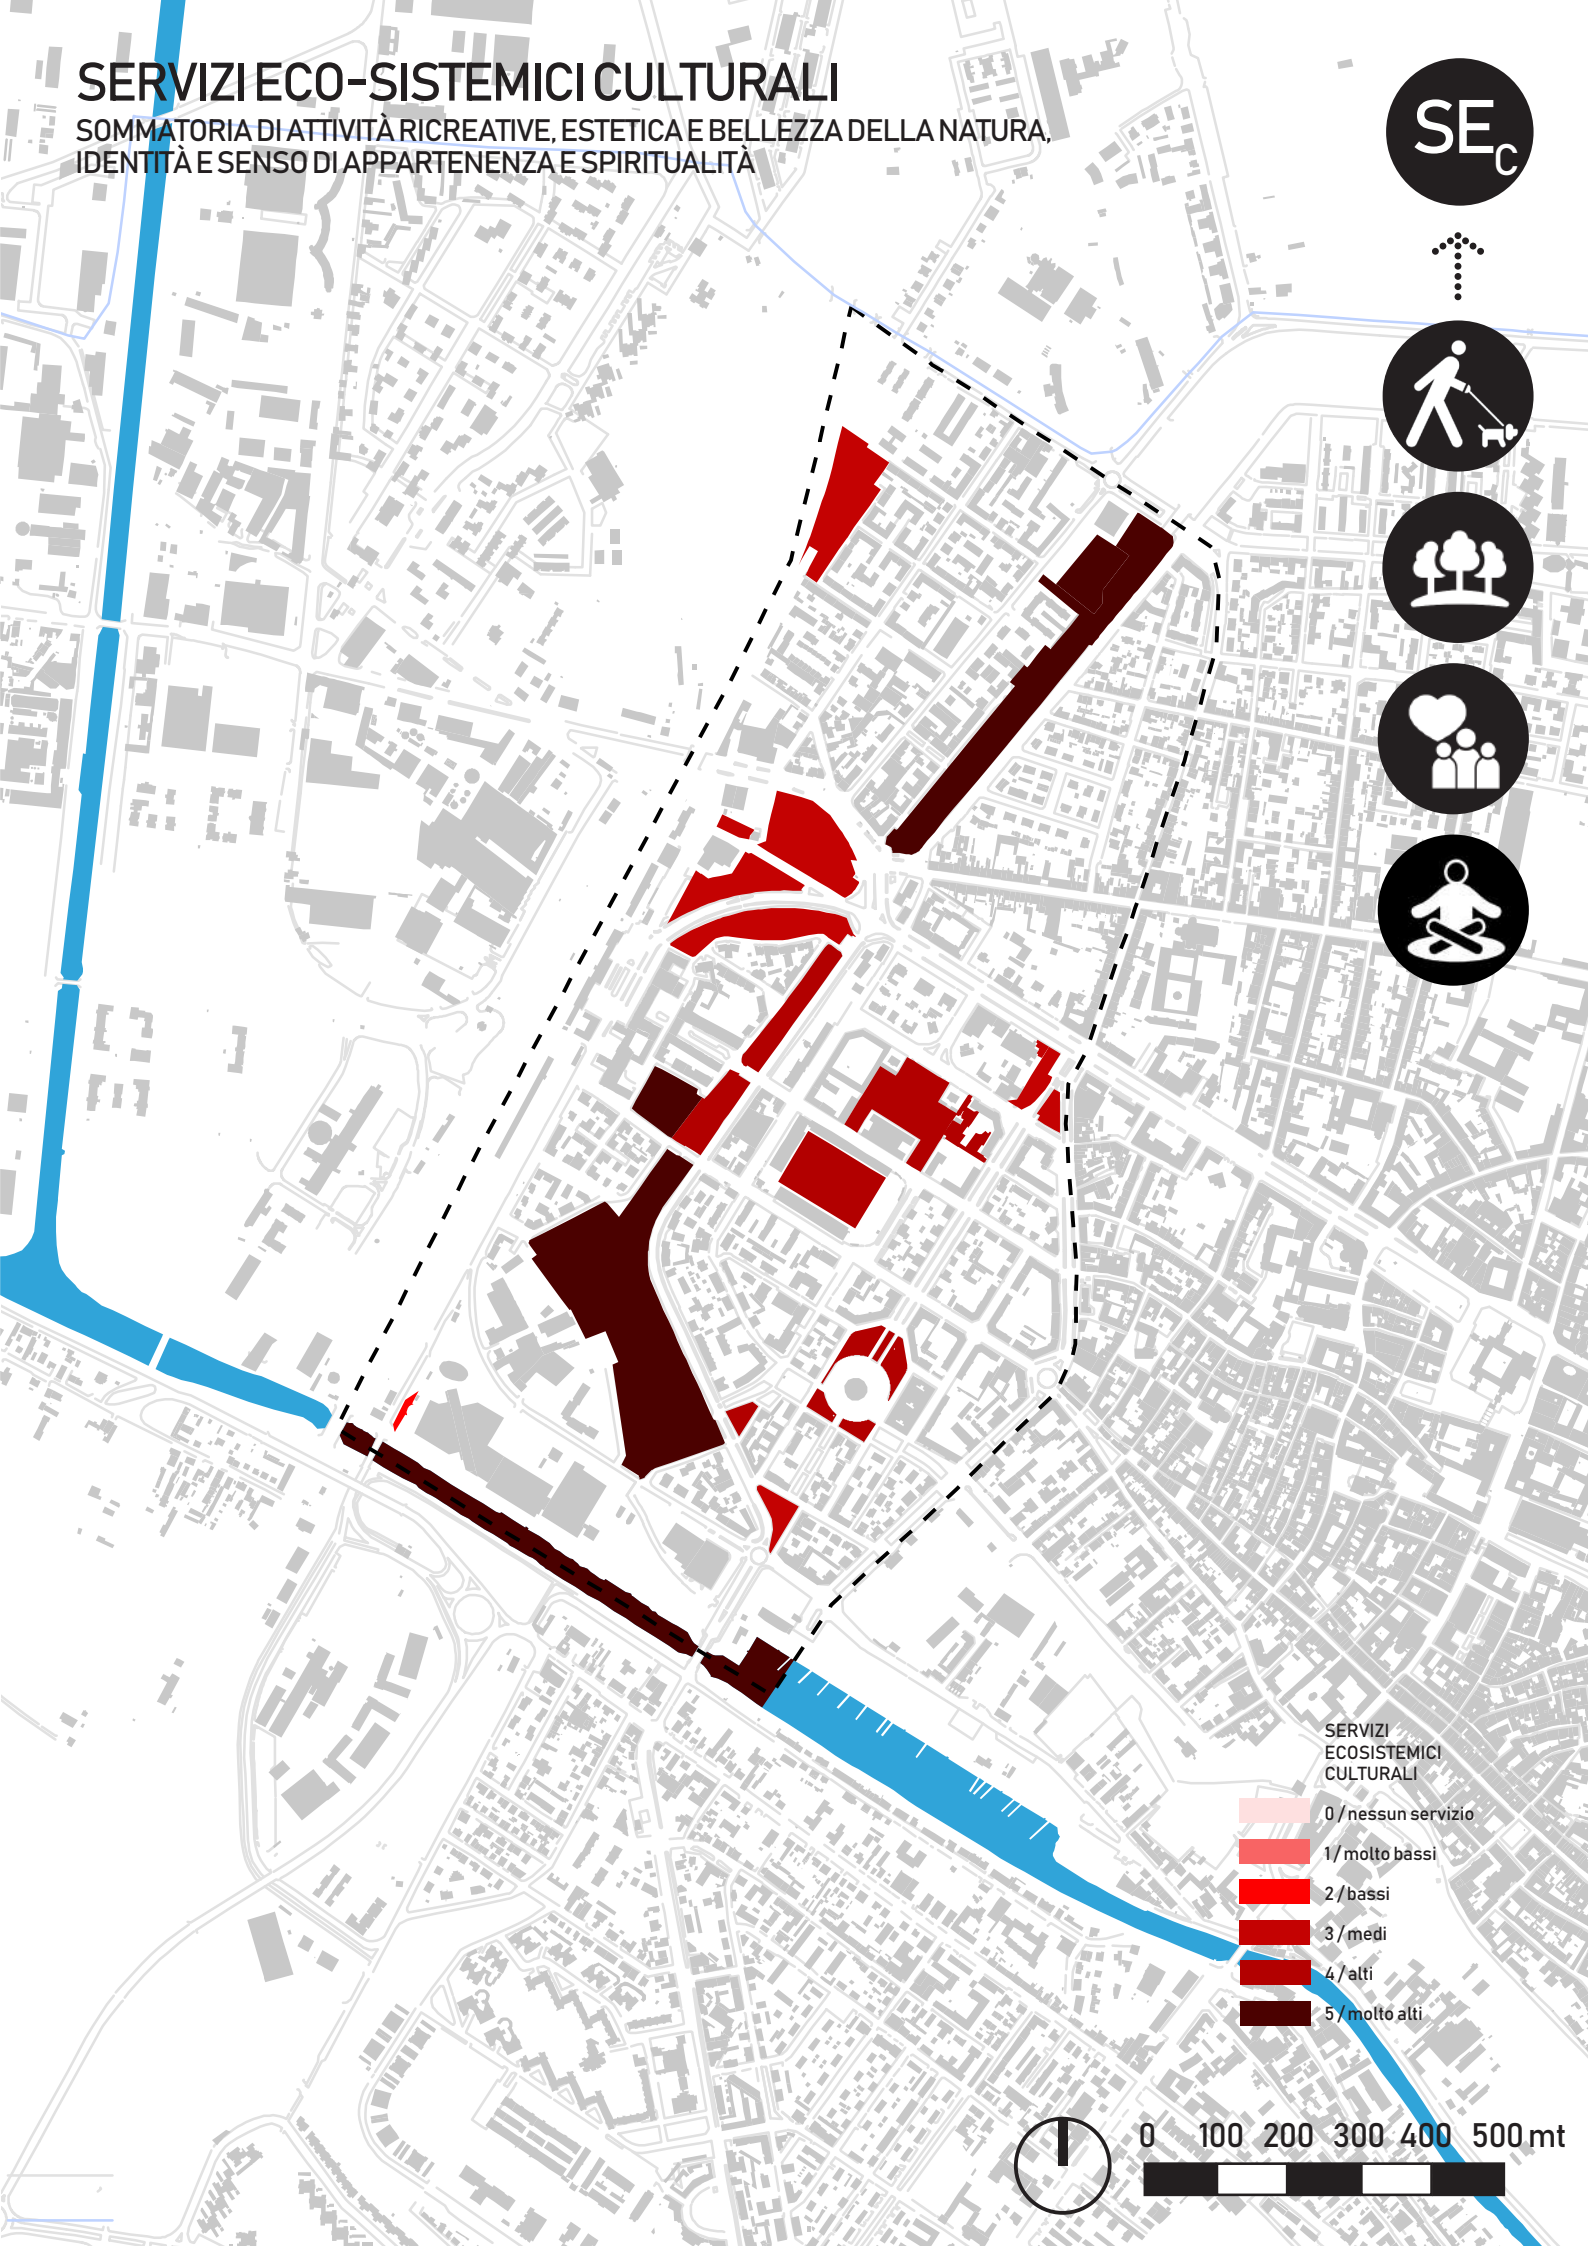 SERVIZI ECO-SISTEMICI CULTURALI
SOMMATORIA DI ATTIVITÀ RICREATIVE, ESTETICA E BELLEZZA DELLA NATURA,
IDENTITÀ E SENSO DI APPARTENENZA E SPIRITUALITÀ
SEC
SERVIZI
ECOSISTEMICI
CULTURALI
0 / nessun servizio
1 / molto bassi
2 / bassi
3 / medi
4 / alti
5 / molto alti
0 100 200 300 400 500 mt